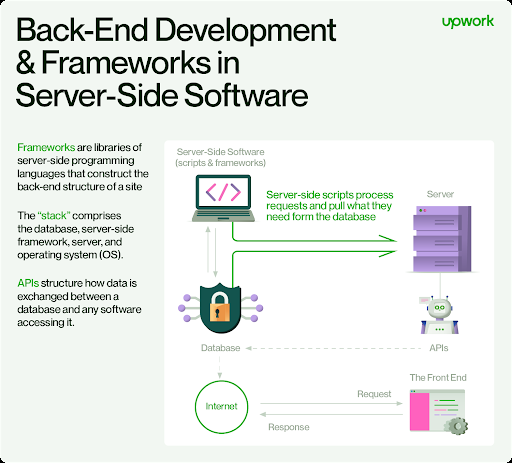 Back-End Development
& Frameworks in
Server-Side Software
upwork
Frameworks are libraries of
server-side programming
languages that construct the
back-end structure of a site
The “stack” comprises
the database, server-side
framework, server, and
operating system (OS).
APIs structure how data is
exchanged between a
database and any software
accessing it.
Server-Side Software
(scripts & frameworks)
</>
Server-side scripts process
requests and pull what they
need form the database
Server
Database
APIs
Internet
Request
Response
The Front End